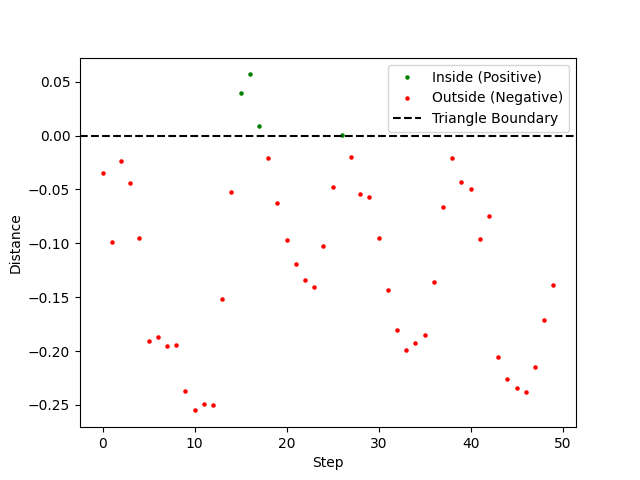 Inside (Positive)
Outside (Negative)
Triangle Boundary
0.05
0.00
−0.05
−0.10
−0.15
−0.20
−0.25
Distance
0 10 20 30 40 50
Step